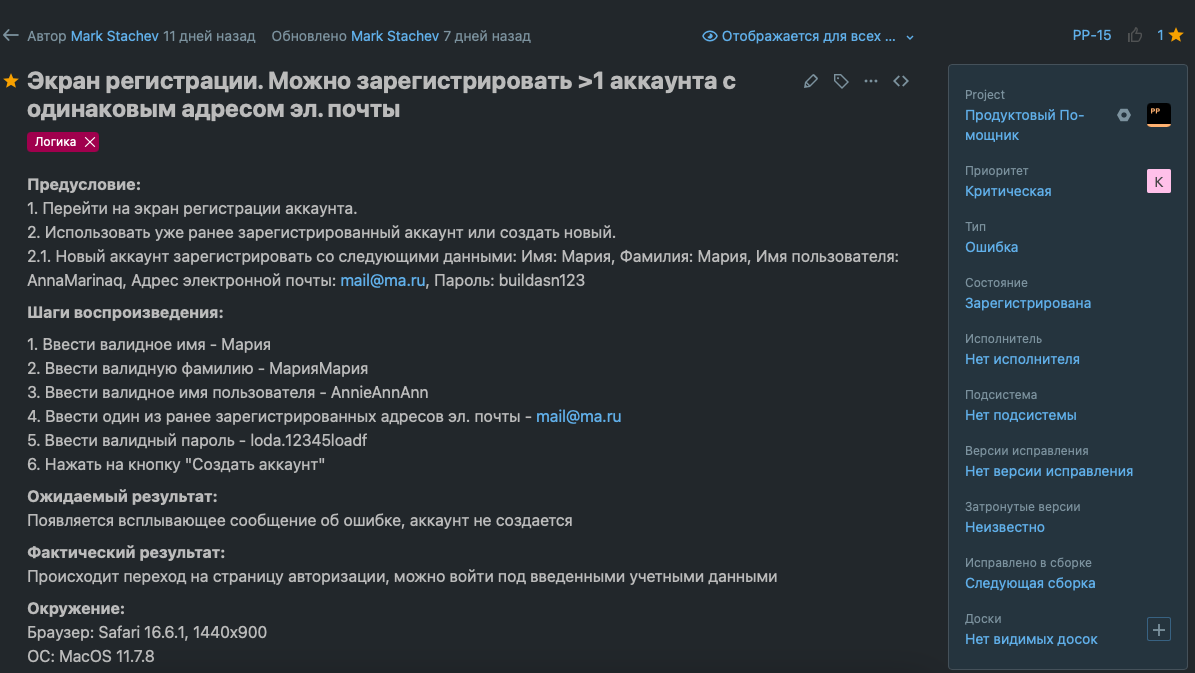 Автор Mark Stachev 11 дней назад Обновлено Mark Stachev 7 дней назад
Отображается для всех ...
PP-15
1
Экран регистрации. Можно зарегистрировать >1 аккаунта с
одинаковым адресом эл. почты
Логика
Предусловие:
1. Перейти на экран регистрации аккаунта.
2. Использовать уже ранее зарегистрированный аккаунт или создать новый.
2.1. Новый аккаунт зарегистрировать со следующими данными: Имя: Мария, Фамилия: Мария, Имя пользователя:
AnnaMarinaq, Адрес электронной почты: mail@ma.ru, Пароль: buildasn123
Шаги воспроизведения:
1. Ввести валидное имя - Мария
2. Ввести валидную фамилию - МарияМария
3. Ввести валидное имя пользователя - AnnieAnnAnn
4. Ввести один из ранее зарегистрированных адресов эл. почты - mail@ma.ru
5. Ввести валидный пароль - loda.12345loadf
6. Нажать на кнопку "Создать аккаунт"
Ожидаемый результат:
Появляется всплывающее сообщение об ошибке, аккаунт не создается
Фактический результат:
Происходит переход на страницу авторизации, можно войти под введенными учетными данными
Окружение:
Браузер: Safari 16.6.1, 1440x900
ОС: MacOS 11.7.8
Project
Продуктовый По-
мощник
PP
Приоритет
Критическая
К
Тип
Ошибка
Состояние
Зарегистрирована
Исполнитель
Нет исполнителя
Подсистема
Нет подсистемы
Версии исправления
Нет версии исправления
Затронутые версии
Неизвестно
Исправлено в сборке
Следующая сборка
Доски
Нет видимых досок